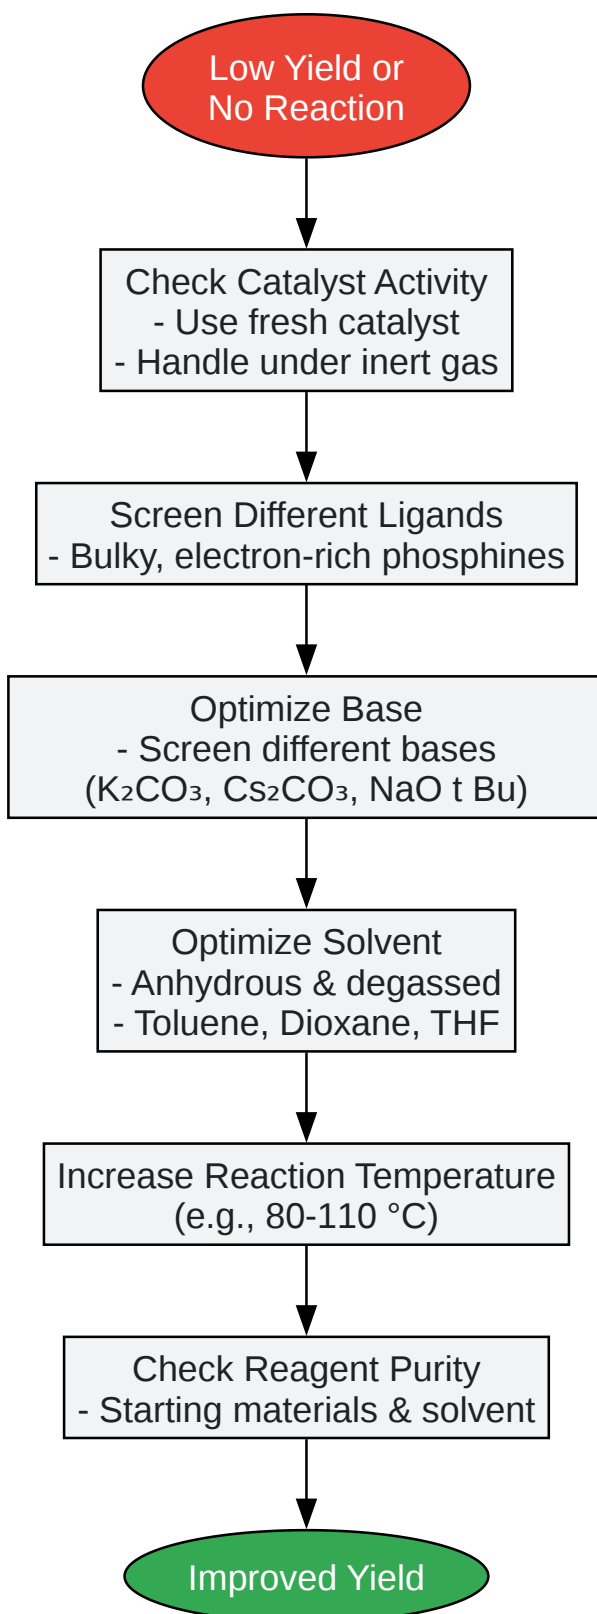 Low Yield or
No Reaction
Check Catalyst Activity
- Use fresh catalyst
- Handle under inert gas
Screen Different Ligands
- Bulky, electron-rich phosphines
Optimize Base
- Screen different bases
(K₂CO₃, Cs₂CO₃, NaO t Bu)
Optimize Solvent
- Anhydrous & degassed
- Toluene, Dioxane, THF
Increase Reaction Temperature
(e.g., 80-110 °C)
Check Reagent Purity
- Starting materials & solvent
Improved Yield